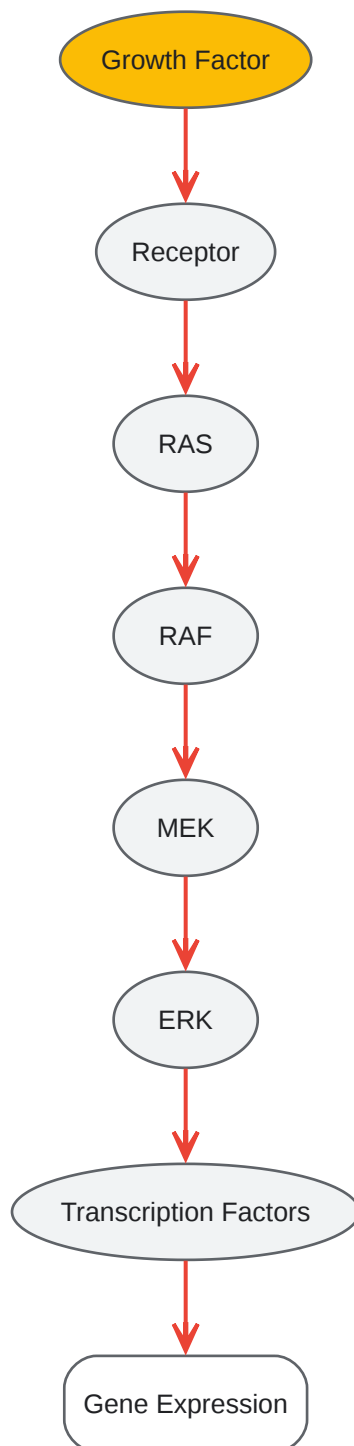 Growth Factor
Receptor
RAS
RAF
MEK
ERK
Transcription Factors
Gene Expression